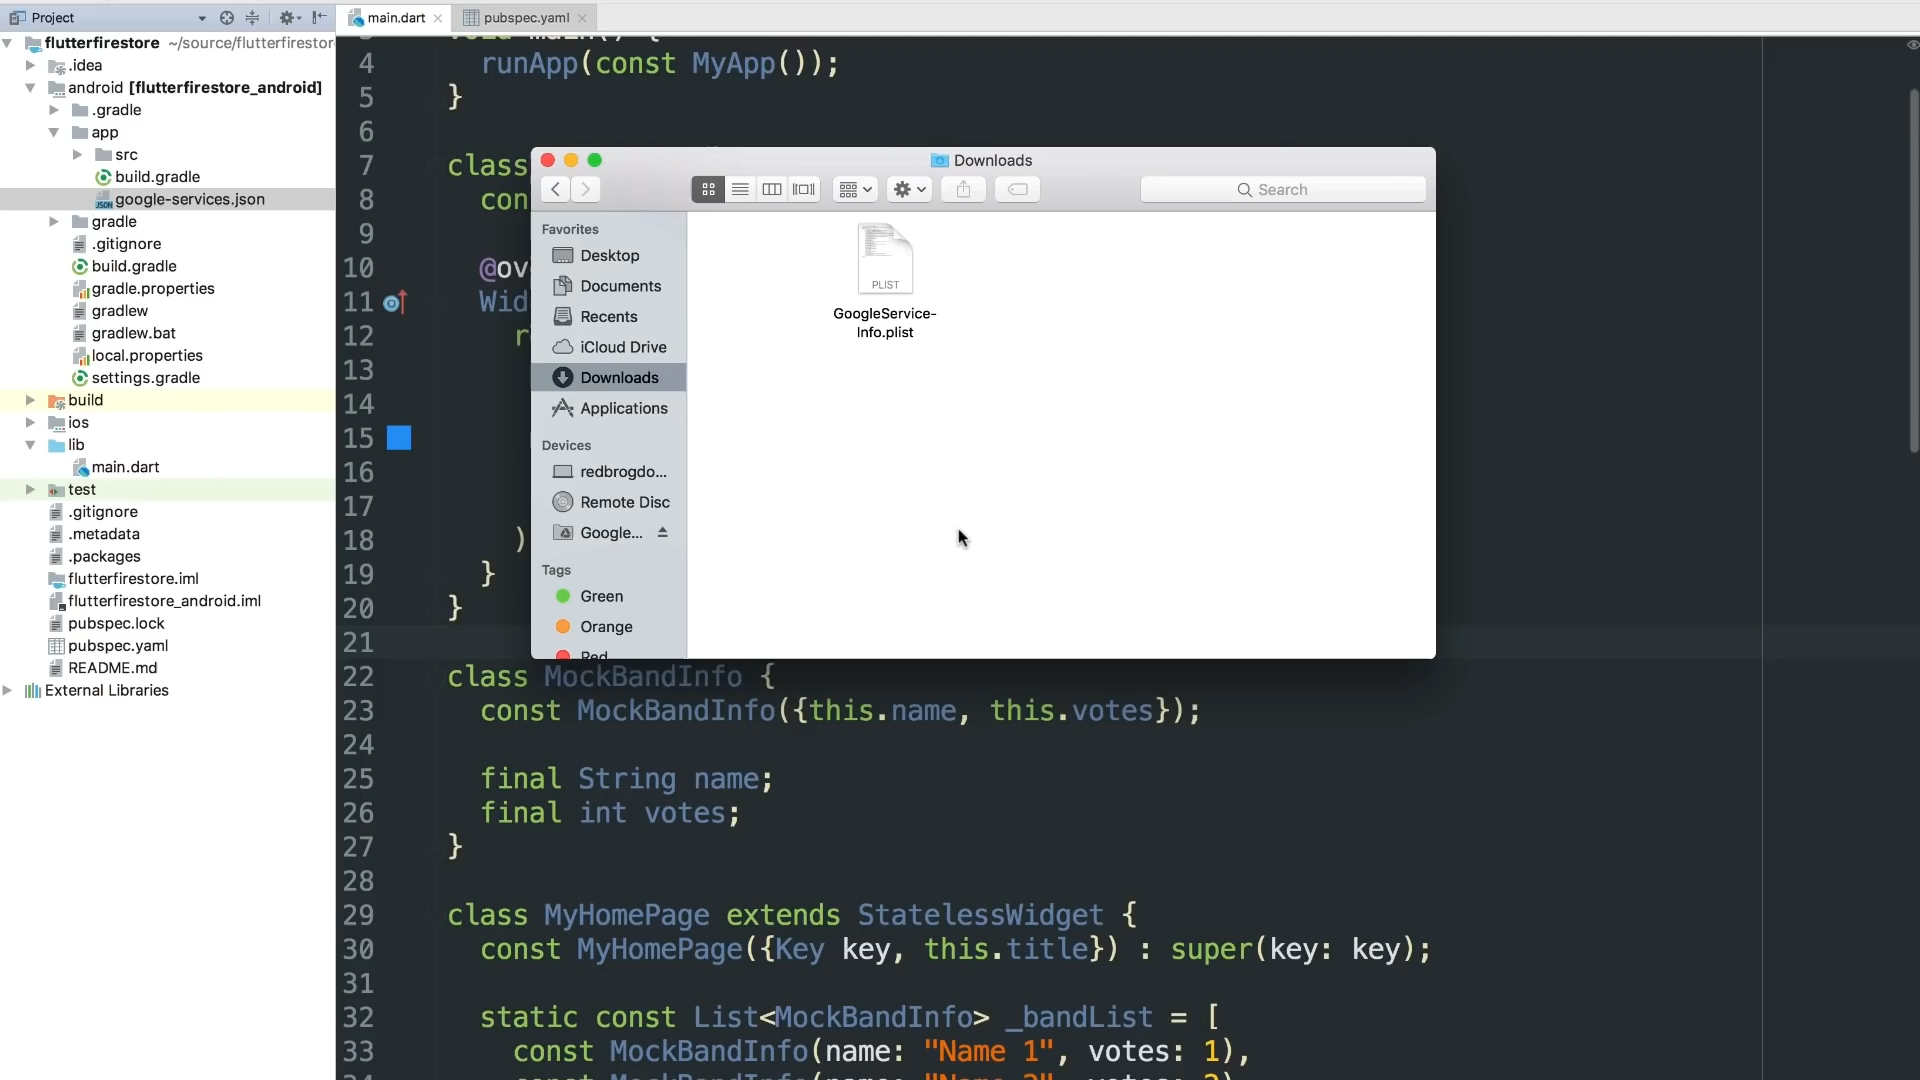 Project
main.dart
pubspec.yaml
flutterfirestore ~/source/flutterfirestor
.idea
android [flutterfirestore_android]
.gradle
app
src
build.gradle
google-services.json
JSON
gradle
.gitignore
build.gradle
gradle.properties
gradlew
gradlew.bat
local.properties
settings.gradle
build
ios
lib
main.dart
test
.gitignore
.metadata
.packages
flutterfirestore.iml
flutterfirestore_android.iml
pubspec.lock
pubspec.yaml
README.md
External Libraries
void main() {
4 runApp(const MyApp());
5 }
6
7 class
8 con
9
10 @ov
11 Wid
12 r
13
14
15
16
17
18 )
19 }
20 }
21
22 class MockBandInfo {
23 const MockBandInfo({this.name, this.votes});
24
25 final String name;
26 final int votes;
27 }
28
29 class MyHomePage extends StatelessWidget {
30 const MyHomePage({Key key, this.title}) : super(key: key);
31
32 static const List<MockBandInfo> _bandList = [
33 const MockBandInfo(name: "Name 1", votes: 1),
Downloads
Search
Favorites
Desktop
Documents
Recents
iCloud Drive
Downloads
Applications
Devices
redbrogdo...
Remote Disc
Google...
Tags
Green
Orange
Red
PLIST
GoogleService-
Info.plist